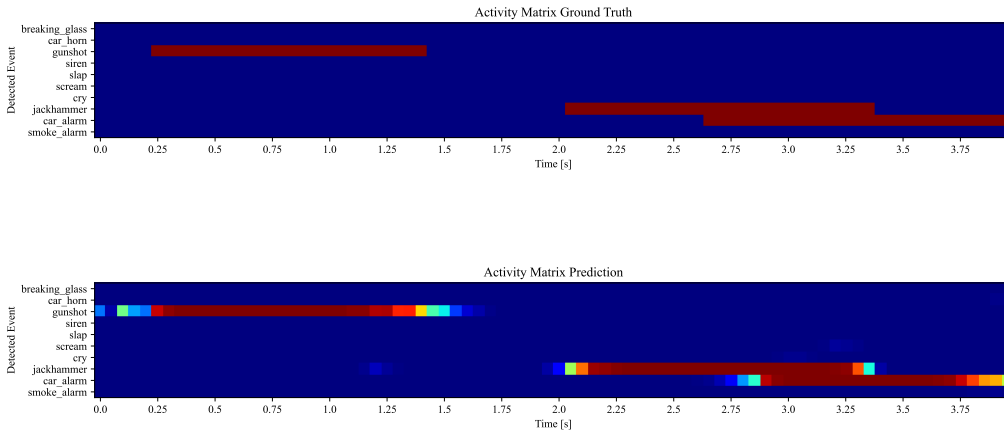 Activity Matrix Ground Truth
Detected Event
breaking_glass
car_horn
gunshot
siren
slap
scream
cry
jackhammer
car_alarm
smoke_alarm
0.0 0.25 0.5 0.75 1.0 1.25 1.5 1.75 2.0 2.25 2.5 2.75 3.0 3.25 3.5 3.75
Time [s]
Activity Matrix Prediction
Detected Event
breaking_glass
car_horn
gunshot
siren
slap
scream
cry
jackhammer
car_alarm
smoke_alarm
0.0 0.25 0.5 0.75 1.0 1.25 1.5 1.75 2.0 2.25 2.5 2.75 3.0 3.25 3.5 3.75
Time [s]